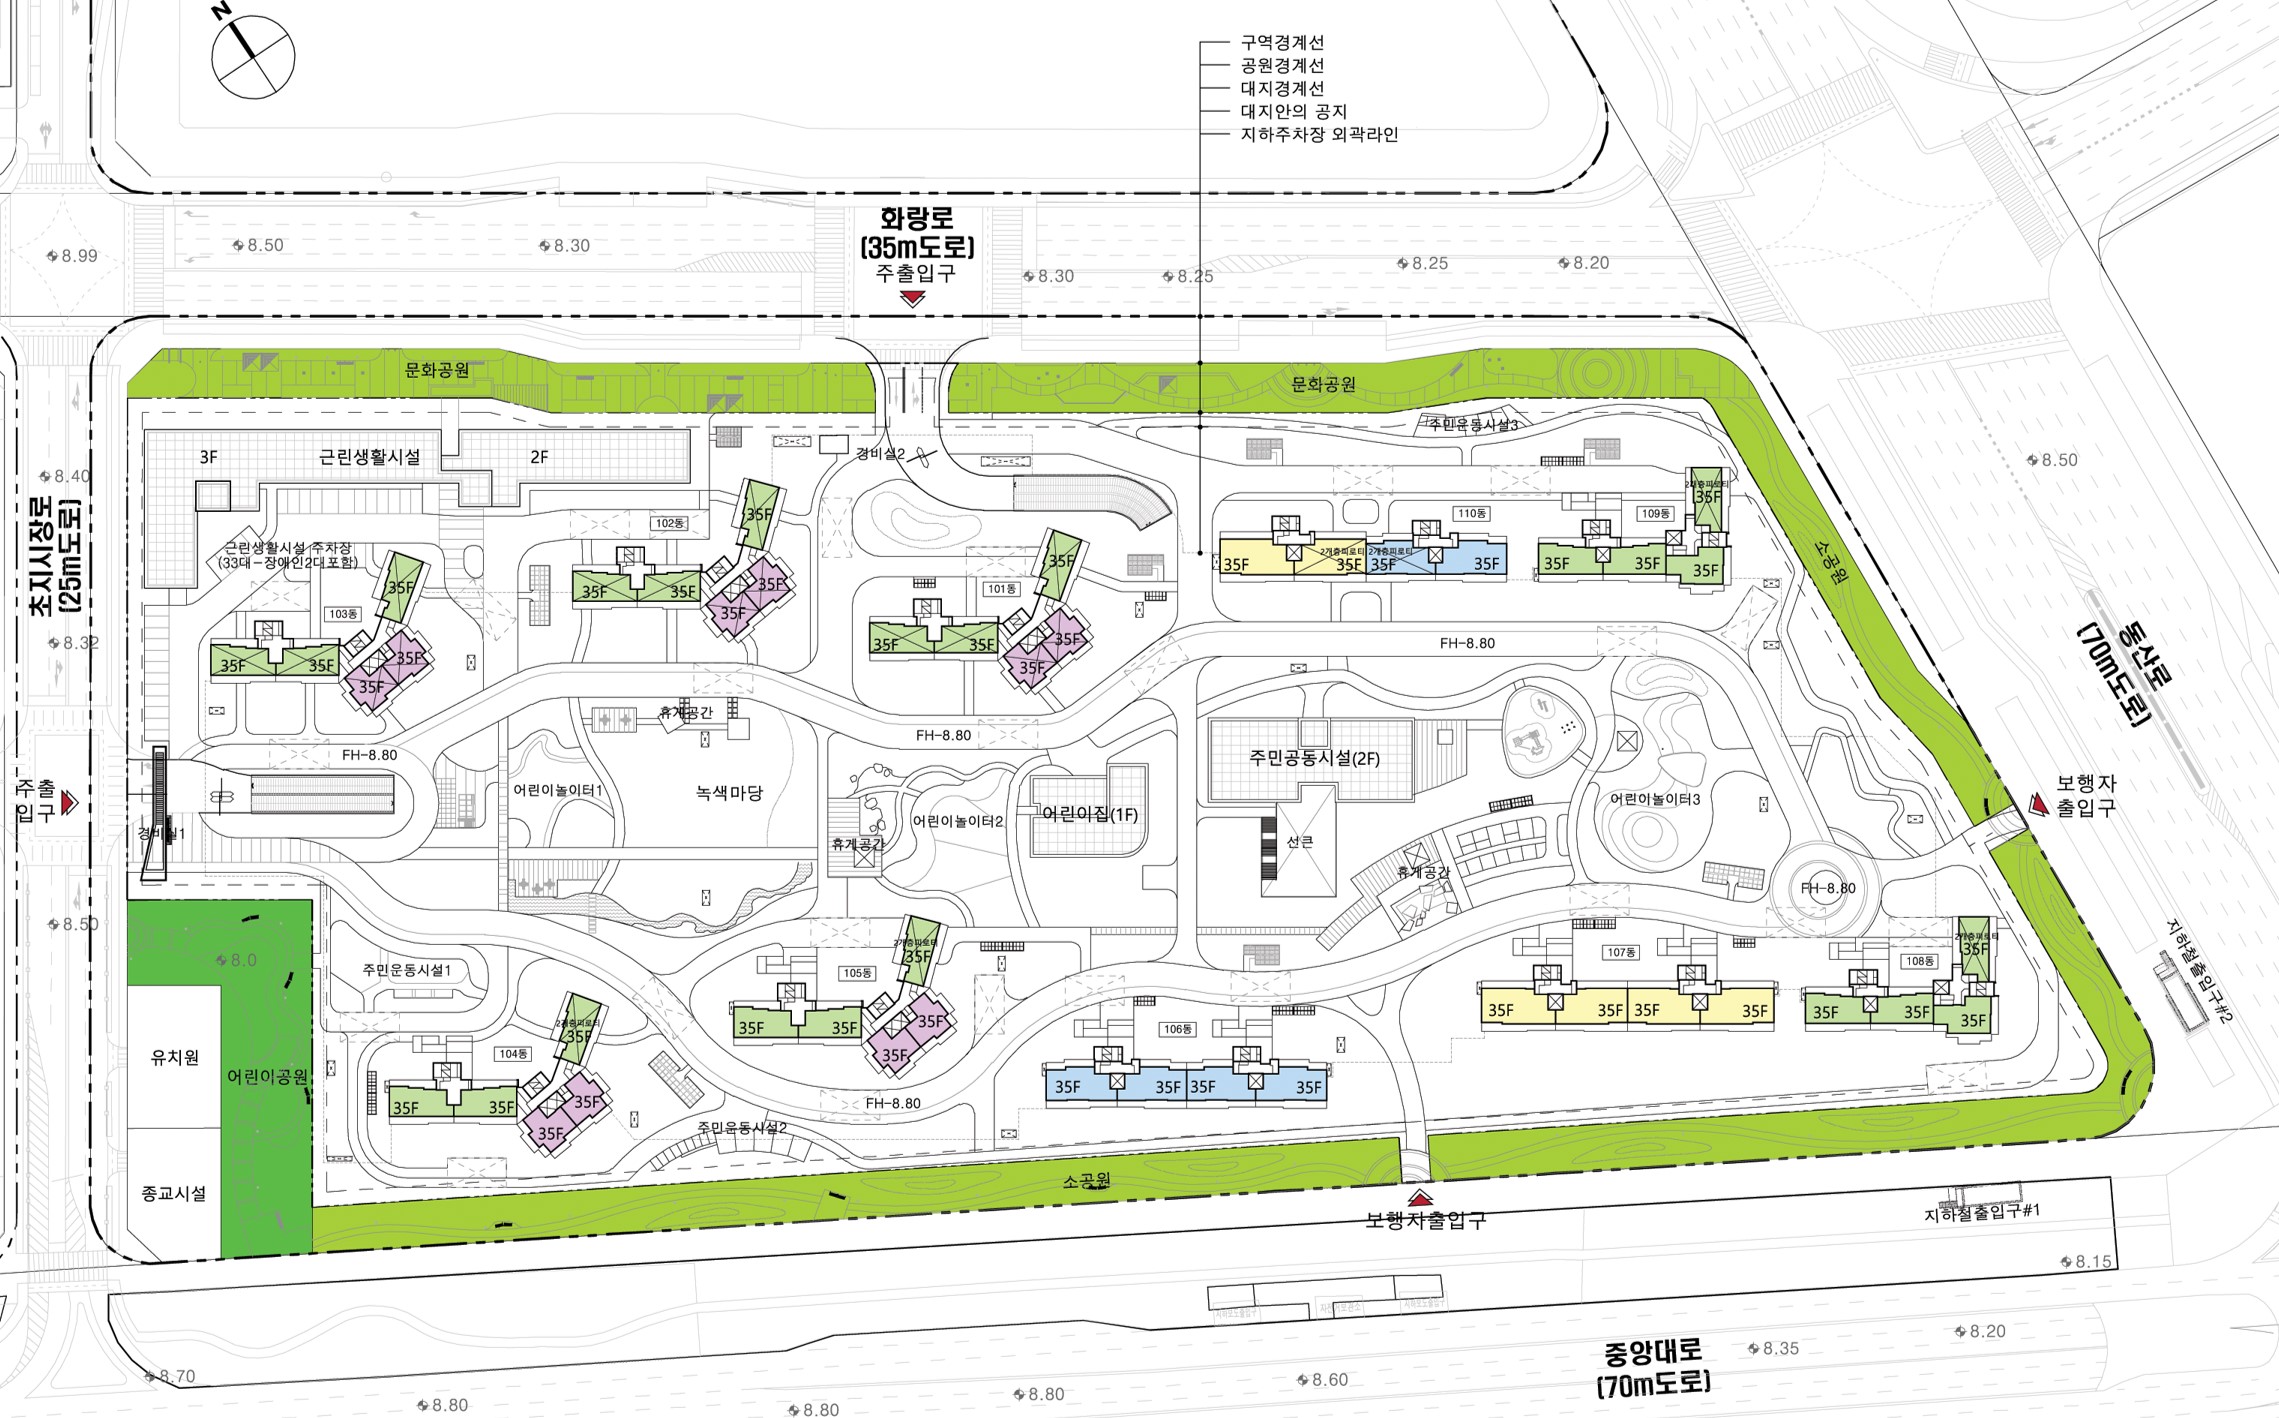 N
구역경계선
공원경계선
대지경계선
대지안의 공지
지하주차장 외곽라인
화랑로
(35m도로)
주출입구
8.99
8.50
8.30
8.30
8.25
8.25
8.20
문화공원
문화공원
3F
근린생활시설
2F
경비실2
주민운동시설3
8.40
초지시장로
(25m도로)
8.32
8.50
근린생활시설 주차장
(33대-장애인2대포함)
102동
35F
35F
35F
35F
35F
103동
35F
35F
35F
35F
35F
101동
35F
35F
35F
35F
35F
110동
35F
2개층피로티
35F
2개층피로티
35F
35F
109동
2개층피로티
35F
35F
35F
35F
소공원
동산로
(70m도로)
8.50
FH-8.80
FH-8.80
FH-8.80
휴게공간
주출
입구
경비실1
어린이놀이터1
녹색마당
휴게공간
어린이놀이터2
어린이집(1F)
주민공동시설(2F)
선큰
휴게공간
어린이놀이터3
FH-8.80
보행자
출입구
지하철출입구#2
8.0
주민운동시설1
유치원
어린이공원
종교시설
104동
2개층피로티
35F
35F
35F
35F
35F
105동
2개층피로티
35F
35F
35F
35F
35F
106동
35F
35F
35F
35F
107동
35F
35F
35F
35F
108동
2개층피로티
35F
35F
35F
35F
FH-8.80
주민운동시설2
소공원
보행자출입구
지하철출입구#1
8.15
지하도노출입구
자전거보관소
지하도노출입구
8.70
8.80
8.80
8.80
8.60
중앙대로
(70m도로)
8.35
8.20